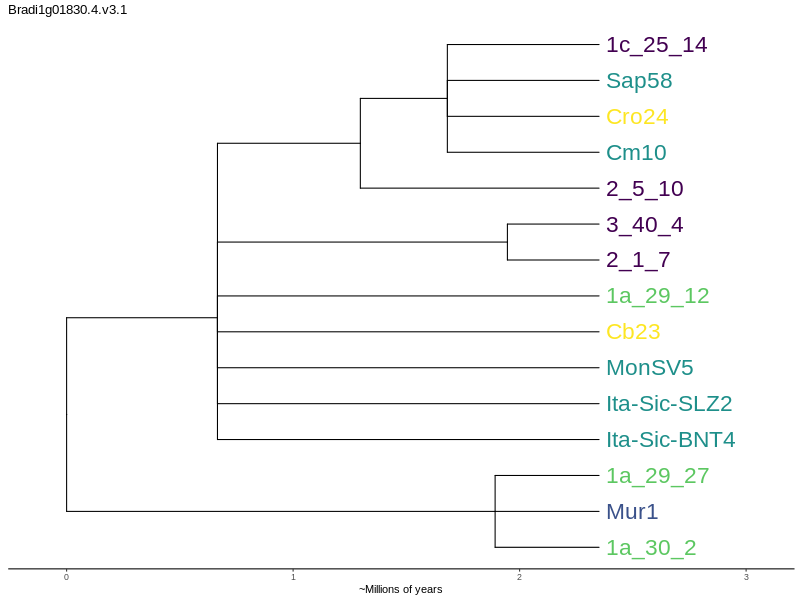 Bradi1g01830.4.v3.1
1c_25_14
Sap58
Cro24
Cm10
2_5_10
3_40_4
2_1_7
1a_29_12
Cb23
MonSV5
Ita-Sic-SLZ2
Ita-Sic-BNT4
1a_29_27
Mur1
1a_30_2
0 1 2 3
~Millions of years